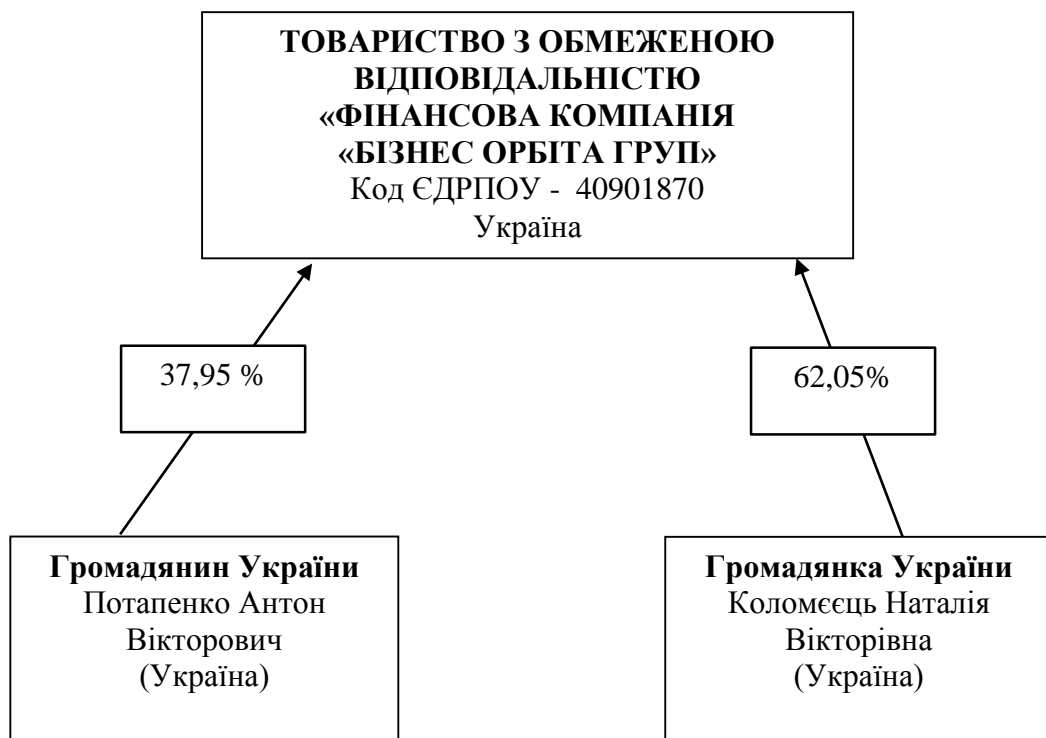 ТОВАРИСТВО З ОБМЕЖЕНОЮ
ВІДПОВІДАЛЬНІСТЮ
«ФІНАНСОВА КОМПАНІЯ
«БІЗНЕС ОРБІТА ГРУП»
Код ЄДРПОУ - 40901870
Україна
37,95 %
62,05%
Громадянин України
Потапенко Антон
Вікторович
(Україна)
Громадянка України
Коломєєць Наталія
Вікторівна
(Україна)